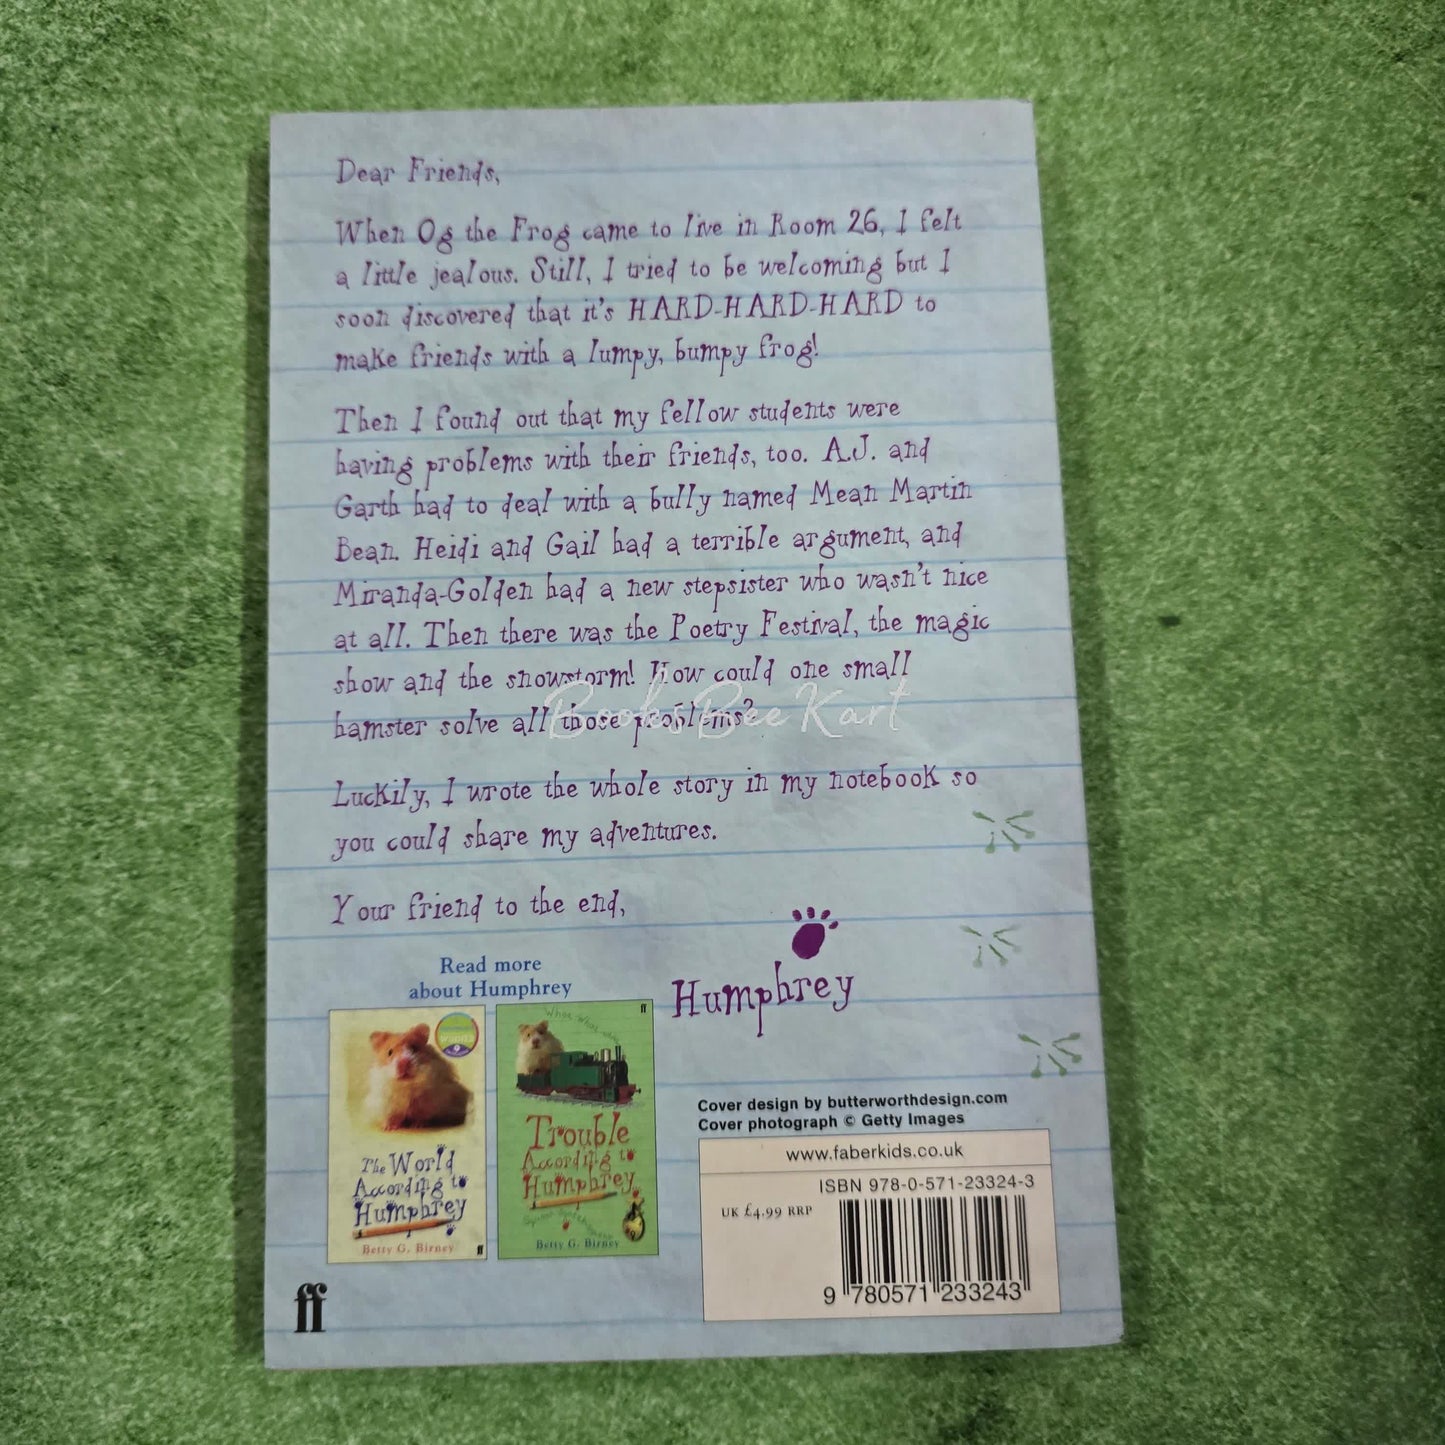 Dear Friends,
When Og the Frog came to live in Room 26, I felt
a little jealous. Still, I tried to be welcoming but I
soon discovered that it's HARD-HARD-HARD to
make friends with a lumpy, bumpy frog!
Then I found out that my fellow students were
having problems with their friends, too. A.J. and
Garth had to deal with a bully named Mean Martin
Bean. Heidi and Gail had a terrible argument, and
Miranda-Golden had a new stepsister who wasn't nice
at all. Then there was the Poetry Festival, the magic
show and the snowstorm! How could one small
hamster solve all those problems?
BooksBeeKart
Luckily, I wrote the whole story in my notebook so
you could share my adventures.
Your friend to the end,
Humphrey
Read more
about Humphrey
The World
According to
Humphrey
Betty G. Birney
ff
ff
Trouble
According to
Humphrey
Betty G. Birney
Cover design by butterworthdesign.com
Cover photograph © Getty Images
www.faberkids.co.uk
ISBN 978-0-571-23324-3
UK £4.99 RRP
9 780571 233243
ff